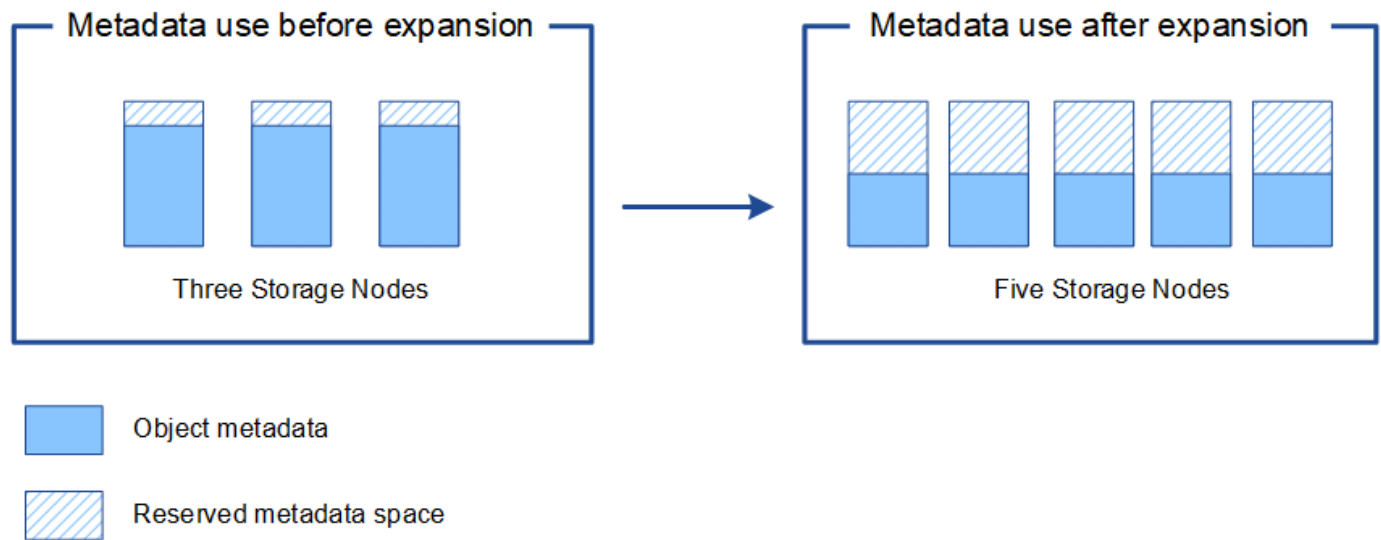 Metadata use before expansion
Metadata use after expansion
Three Storage Nodes
Five Storage Nodes
Object metadata
Reserved metadata space